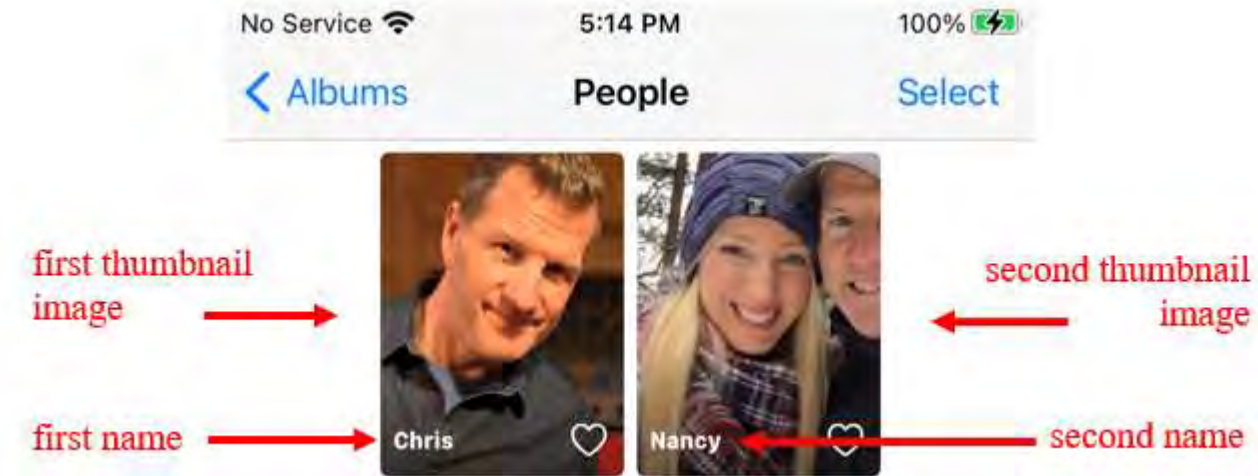 No Service 5:14 PM 100%
Albums People Select
first thumbnail
image
second thumbnail
image
first name
Chris
Nancy
second name